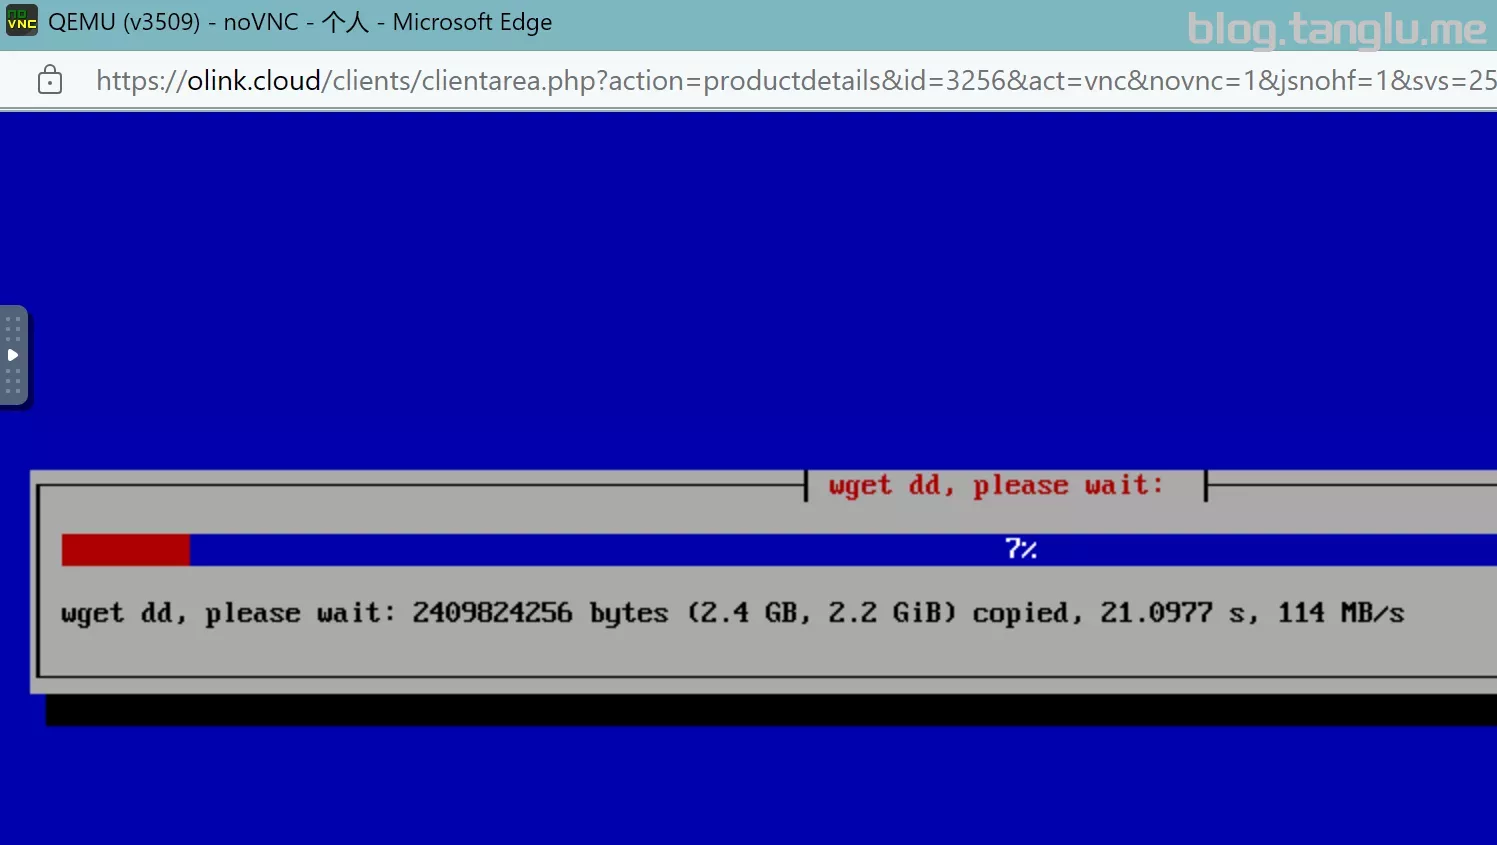 no
VNC
QEMU (v3509) - noVNC - 个人 - Microsoft Edge
blog.tanglu.me
https://olink.cloud/clients/clientarea.php?action=productdetails&id=3256&act=vnc&novnc=1&jsnohf=1&svs=25
wget dd, please wait:
7%
wget dd, please wait: 2409824256 bytes (2.4 GB, 2.2 GiB) copied, 21.0977 s, 114 MB/s